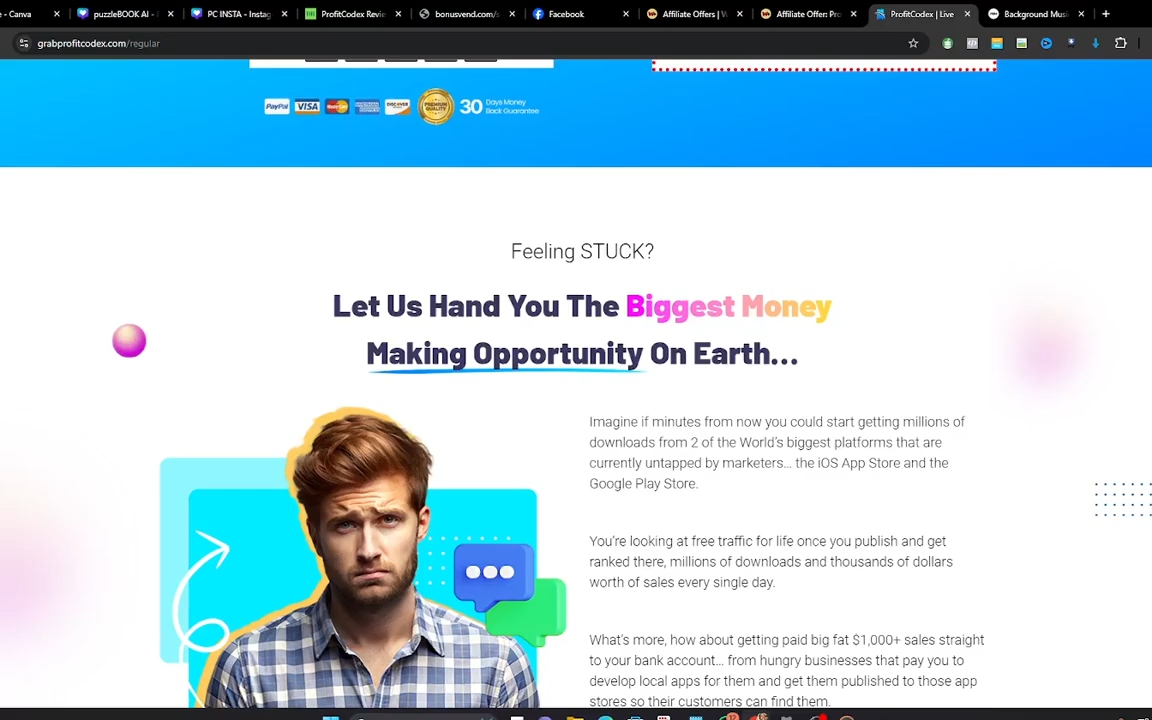 - Canva
puzzleBOOK AI -
PC INSTA - Instag
ProfitCodex Revie
bonusvend.com/s
Facebook
Affiliate Offers | W
Affiliate Offer: Pro
ProfitCodex | Live
Background Musi
grabprofitcodex.com/regular
PayPal VISA MasterCard DISCOVER PREMIUM QUALITY 30 Days Money
Back Guarantee
Feeling STUCK?
Let Us Hand You The Biggest Money
Making Opportunity On Earth...
Imagine if minutes from now you could start getting millions of
downloads from 2 of the World's biggest platforms that are
currently untapped by marketers... the iOS App Store and the
Google Play Store.
You're looking at free traffic for life once you publish and get
ranked there, millions of downloads and thousands of dollars
worth of sales every single day.
What's more, how about getting paid big fat $1,000+ sales straight
to your bank account... from hungry businesses that pay you to
develop local apps for them and get them published to those app
stores so their customers can find them.